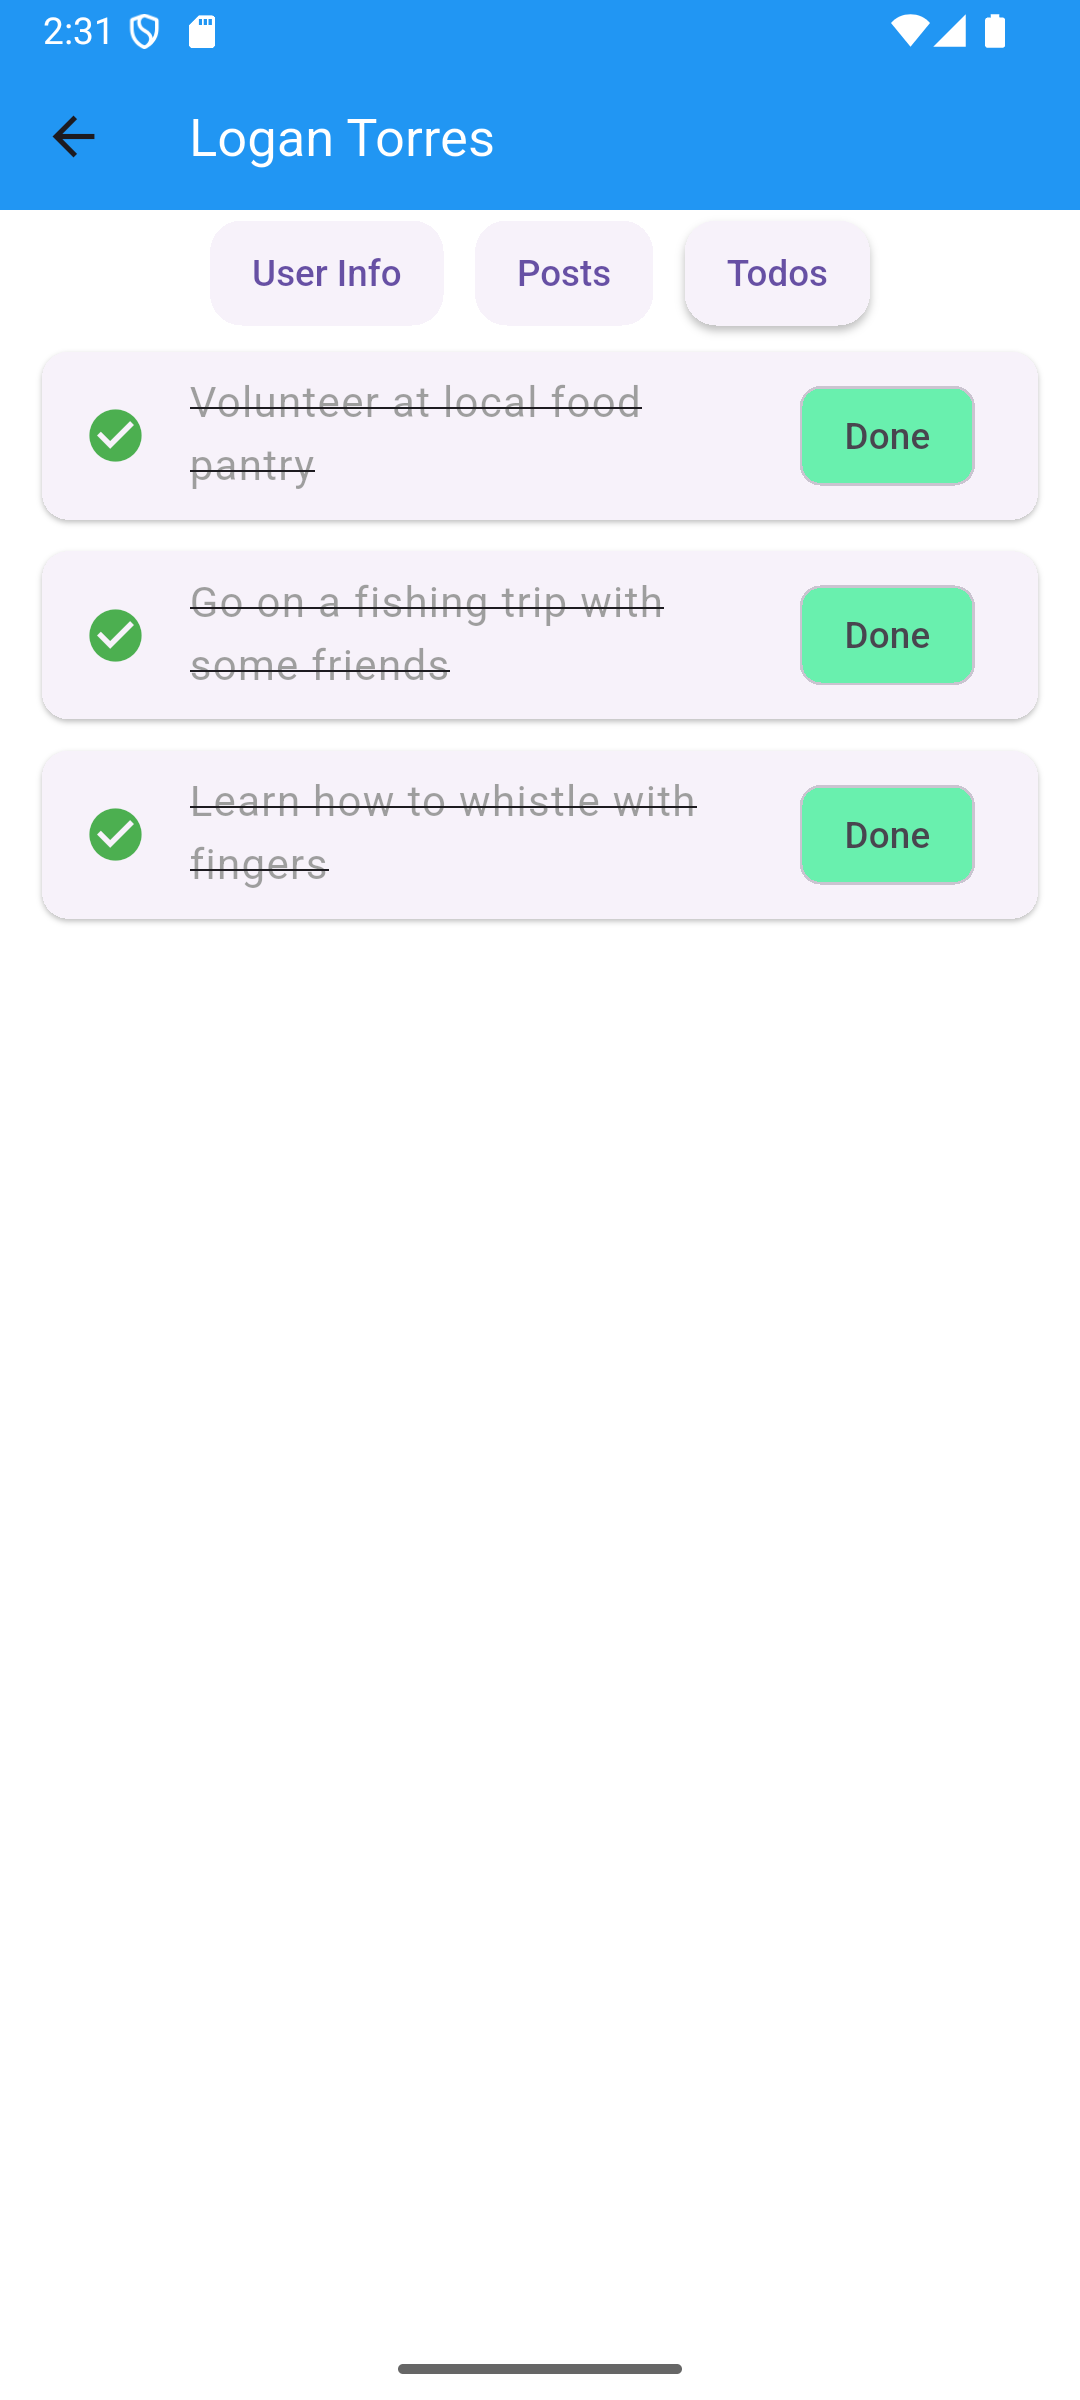 2:31
Logan Torres
User Info Posts Todos
Volunteer at local food
pantry
Done
Go on a fishing trip with
some friends
Done
Learn how to whistle with
fingers
Done